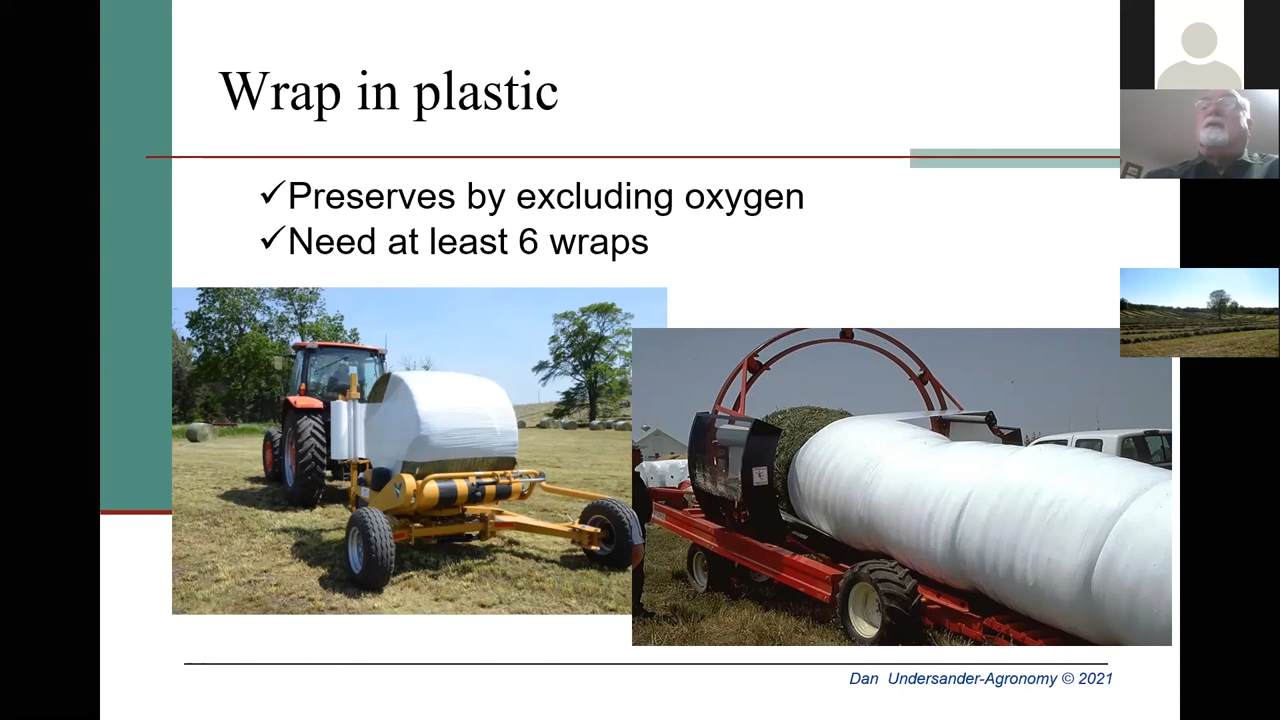 Wrap in plastic
✓Preserves by excluding oxygen
✓Need at least 6 wraps
Dan Undersander-Agronomy © 2021